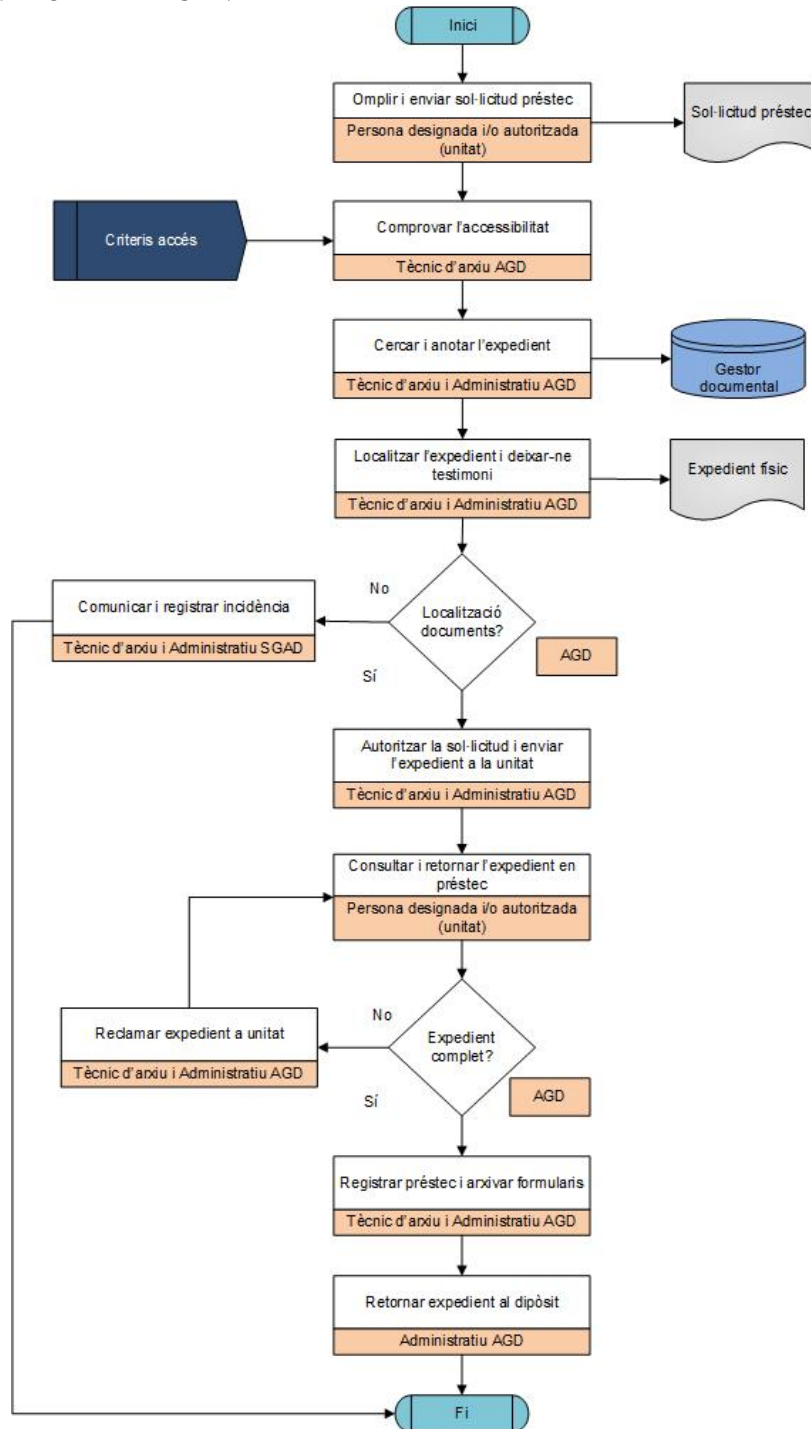 Inici
Omplir i enviar sol·licitud préstec
Persona designada i/o autoritzada
(unitat)
Sol·licitud préstec
Criteris accés
Comprovar l'accessibilitat
Tècnic d'arxiu AGD
Cercar i anotar l'expedient
Tècnic d'arxiu i Administratiu AGD
Gestor
documental
Localitzar l'expedient i deixar-ne
testimoni
Tècnic d'arxiu i Administratiu AGD
Expedient físic
No
Localització
documents?
Comunicar i registrar incidència
Tècnic d'arxiu i Administratiu SGAD
AGD
Sí
Autoritzar la sol·licitud i enviar
l'expedient a la unitat
Tècnic d'arxiu i Administratiu AGD
Consultar i retornar l'expedient en
préstec
Persona designada i/o autoritzada
(unitat)
No
Expedient
complet?
Reclamar expedient a unitat
Tècnic d'arxiu i Administratiu AGD
AGD
Sí
Registrar préstec i arxivar formularis
Tècnic d'arxiu i Administratiu AGD
Retornar expedient al dipòsit
Administratiu AGD
Fi